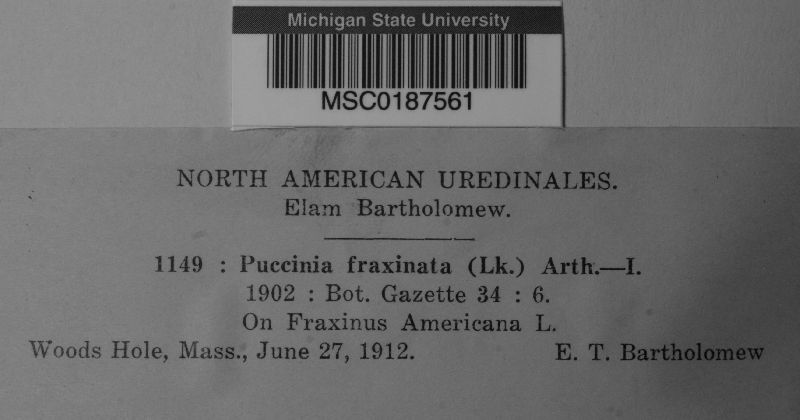 Michigan State University
MSC0187561
NORTH AMERICAN UREDINALES.
Elam Bartholomew.
1149 : Puccinia fraxinata (Lk.) Arth.—I.
1902 : Bot. Gazette 34 : 6.
On Fraxinus Americana L.
Woods Hole, Mass., June 27, 1912. E. T. Bartholomew